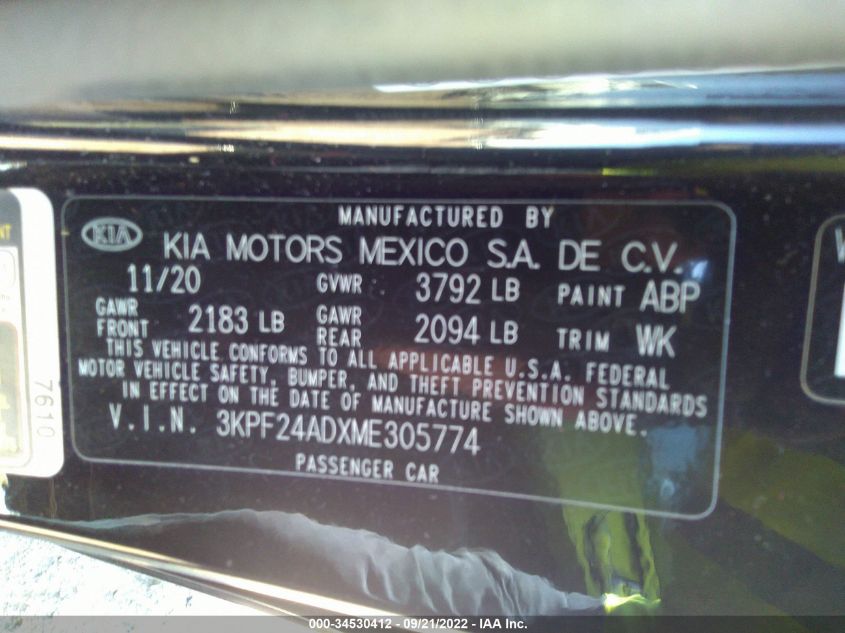 MANUFACTURED BY
KIA KIA MOTORS MEXICO S.A. DE C.V.
11/20 GVWR 3792 LB PAINT ABP
GAWR FRONT 2183 LB GAWR REAR 2094 LB TRIM WK
THIS VEHICLE CONFORMS TO ALL APPLICABLE U.S.A. FEDERAL
MOTOR VEHICLE SAFETY, BUMPER, AND THEFT PREVENTION STANDARDS
IN EFFECT ON THE DATE OF MANUFACTURE SHOWN ABOVE.
V.I.N. 3KPF24ADXME305774
PASSENGER CAR
7610
000-34530412 - 09/21/2022 - IAA Inc.